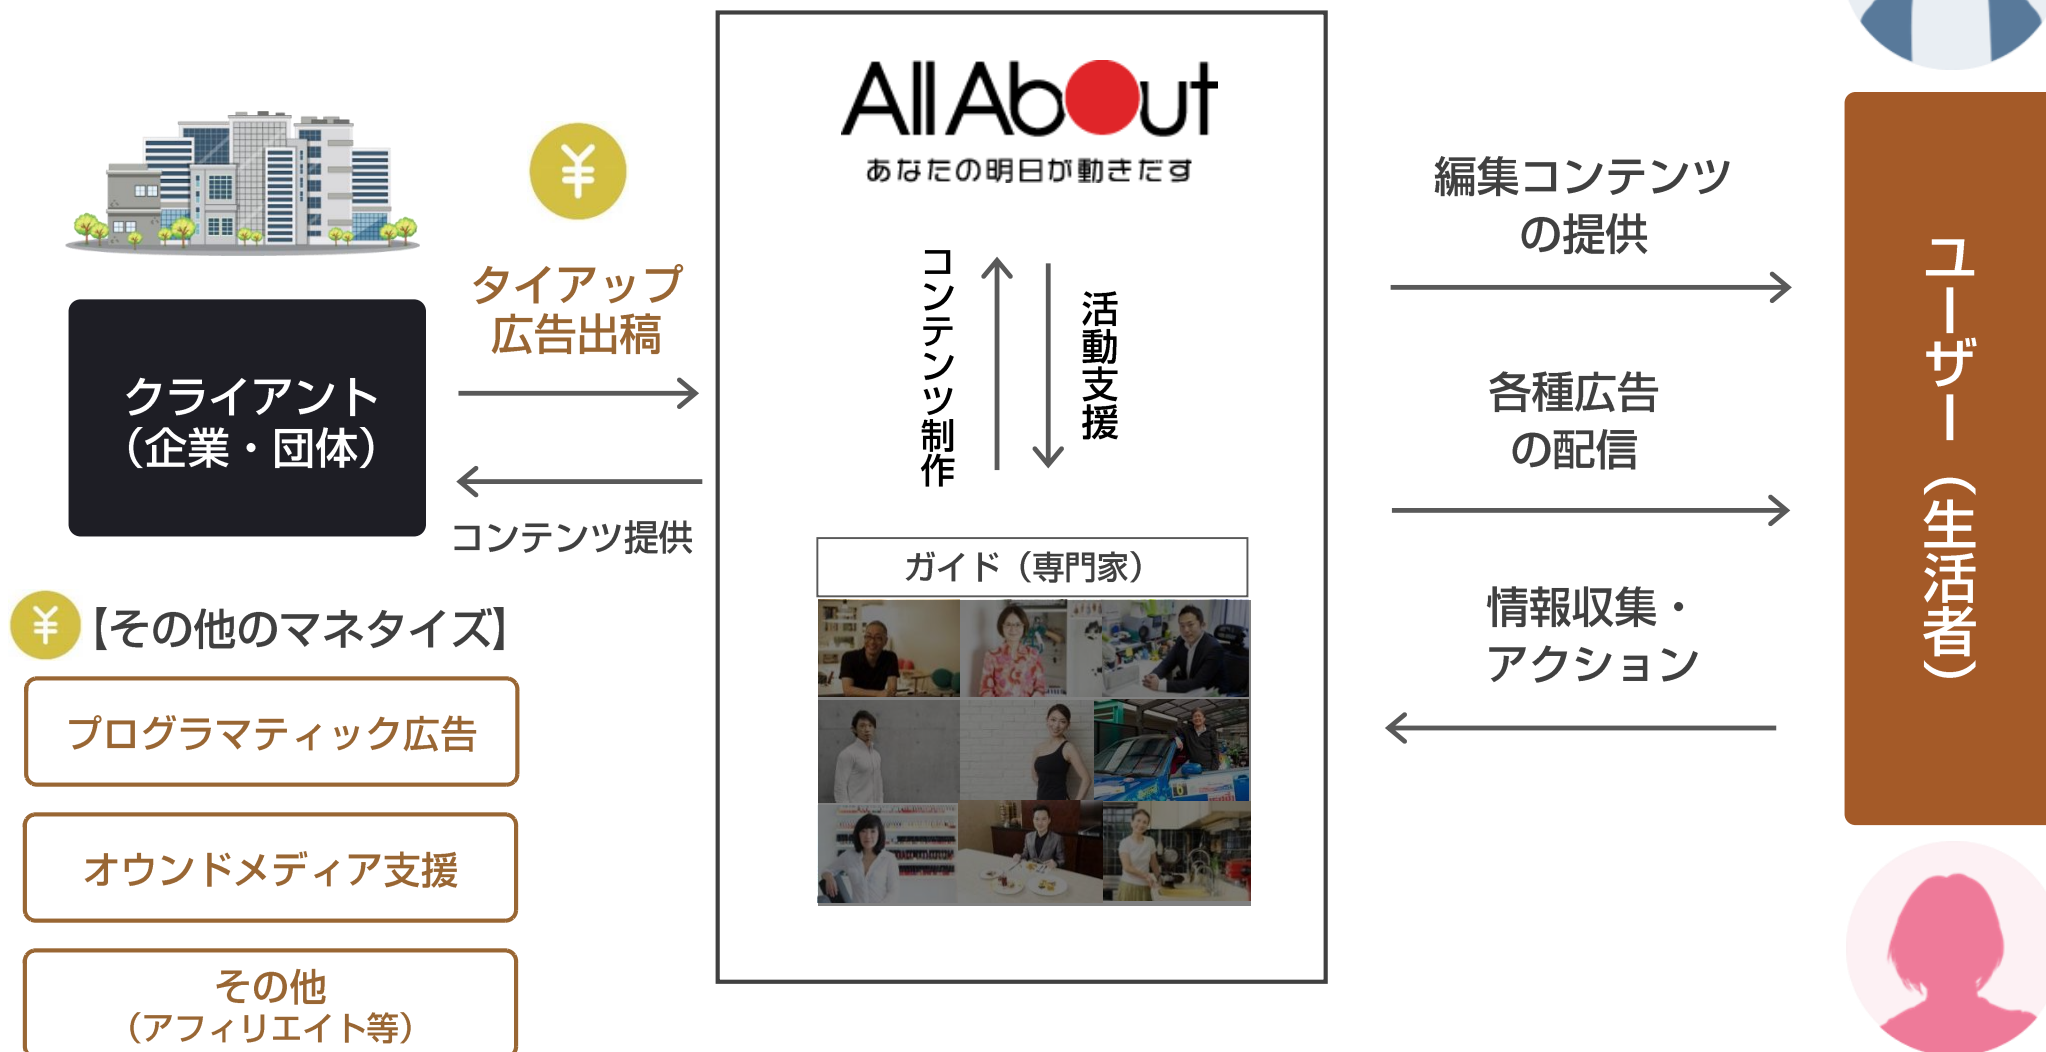 All About
あなたの明日が動きだす
¥
タイアップ
広告出稿
クライアント
（企業・団体）
コンテンツ提供
コンテンツ制作
活動支援
ガイド（専門家）
編集コンテンツ
の提供
各種広告
の配信
情報収集・
アクション
ユーザー（生活者）
¥
【その他のマネタイズ】
プログラマティック広告
オウンドメディア支援
その他
（アフィリエイト等）